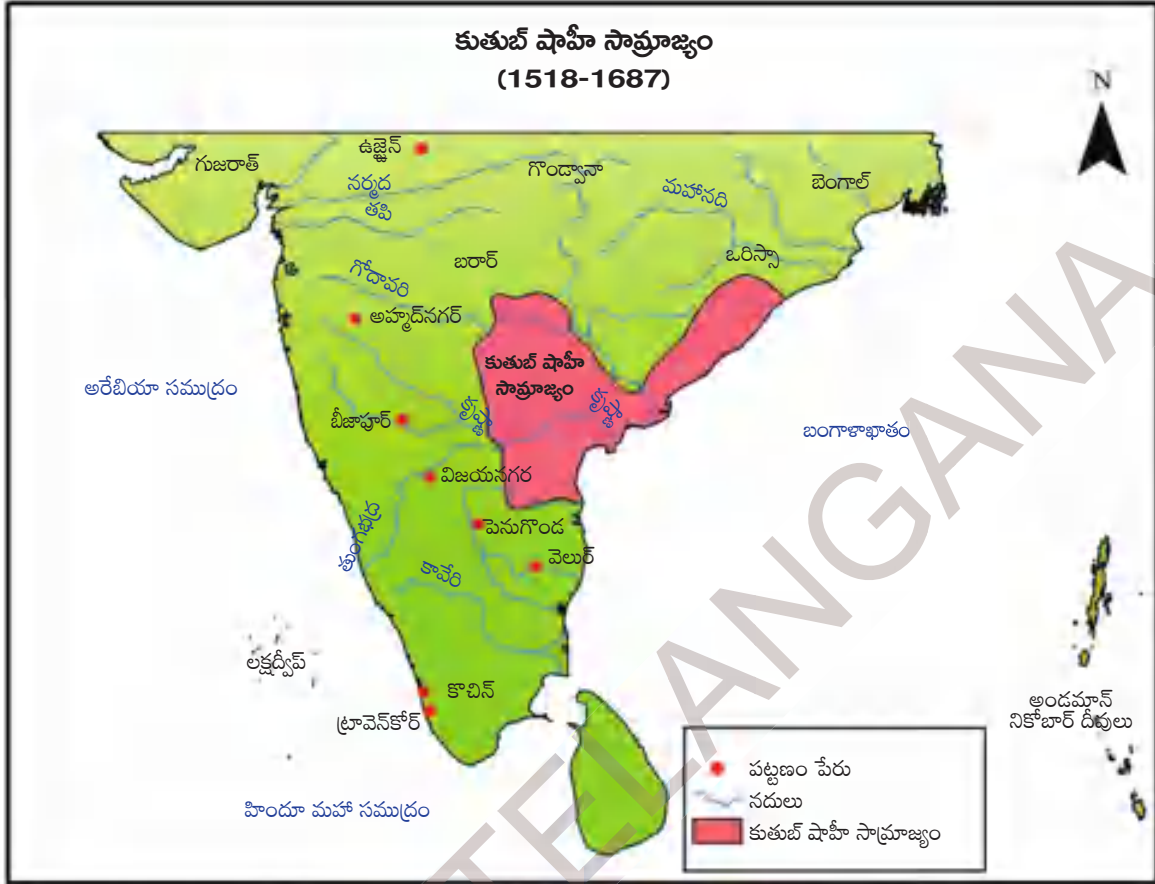 కుతుబ్ షాహీ సామ్రాజ్యం
(1518-1687)
N
ఉజ్జైన్
గుజరాత్
గొండ్వానా
బెంగాల్
నర్మద
మహానది
తపి
బరార్
ఒరిస్సా
గోదావరి
అహ్మద్‌నగర్
కుతుబ్ షాహీ
సామ్రాజ్యం
అరేబియా సముద్రం
కృష్ణ
కృష్ణ
బీజాపూర్
బంగాళాఖాతం
విజయనగర
పెనుగొండ
తుంగభద్ర
వెలుర్
కావేరి
లక్షద్వీప్
కొచిన్
ట్రావెన్‌కోర్
అండమాన్
నికోబార్ దీవులు
హిందూ మహా సముద్రం
పట్టణం పేరు
నదులు
కుతుబ్ షాహీ సామ్రాజ్యం
TELANGANA